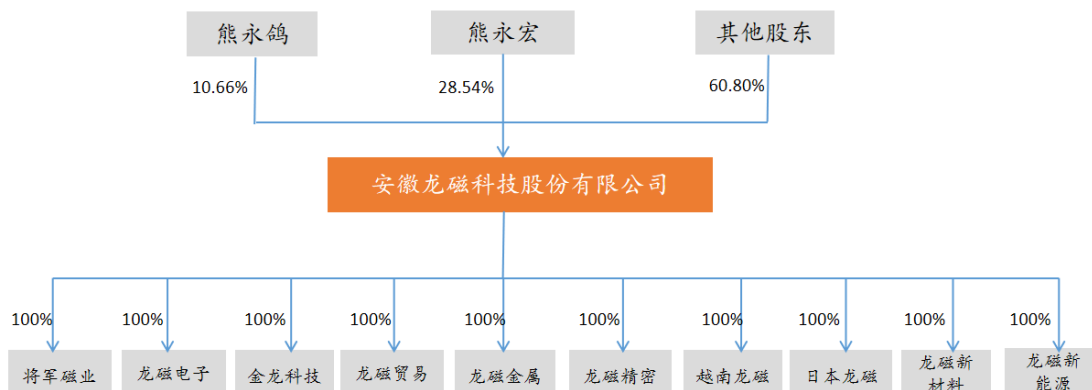 熊永鸽
熊永宏
其他股东
10.66%
28.54%
60.80%
安徽龙磁科技股份有限公司
100%
100%
100%
100%
100%
100%
100%
100%
100%
100%
将军磁业
龙磁电子
金龙科技
龙磁贸易
龙磁金属
龙磁精密
越南龙磁
日本龙磁
龙磁新
材料
龙磁新
能源